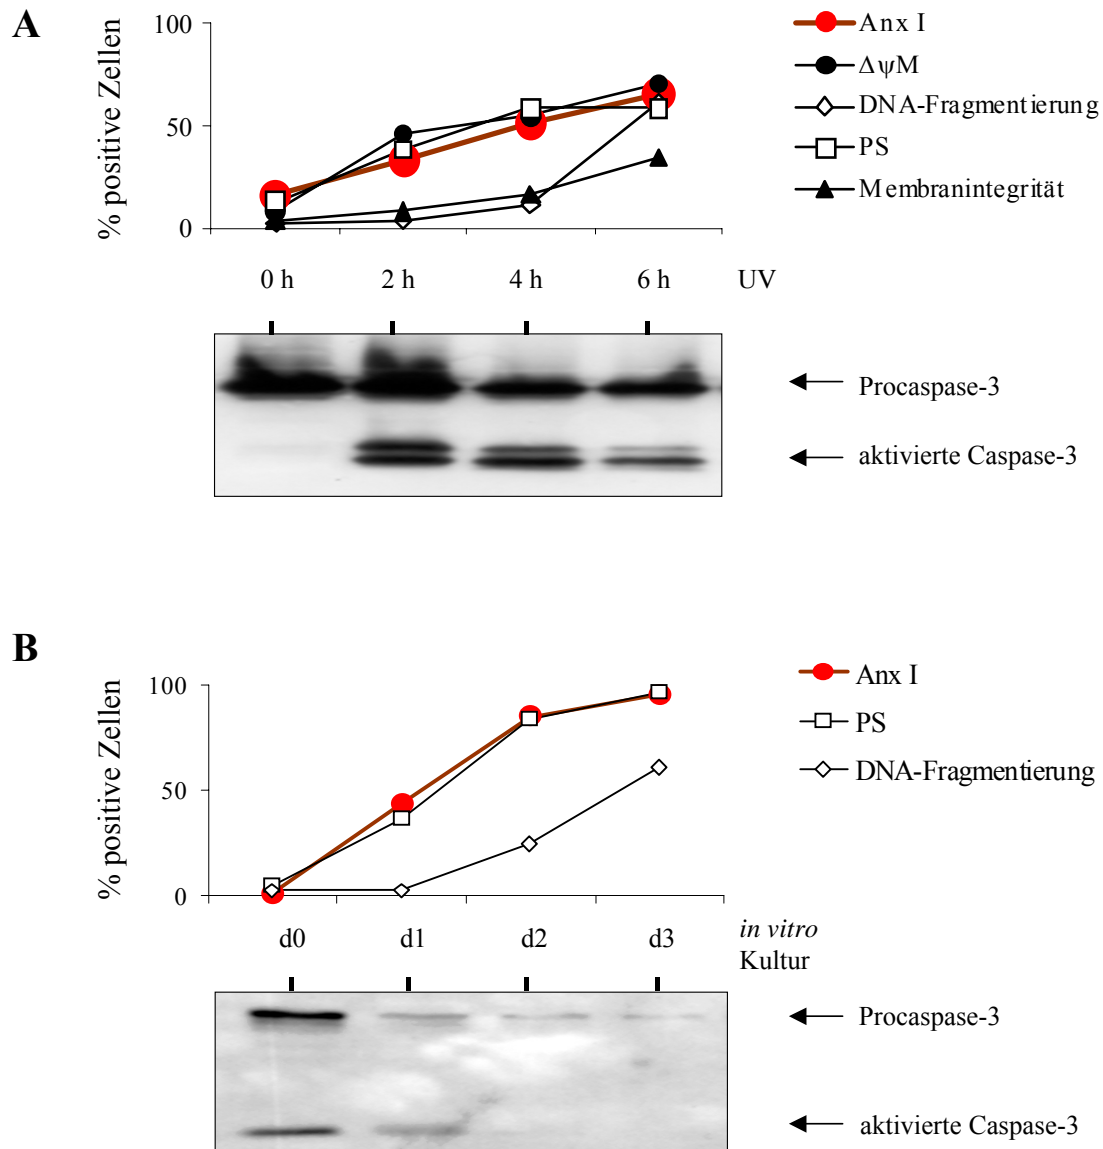 A
% positive Zellen
100
50
0
Anx I
ΔψM
DNA-Fragmentierung
PS
Membranintegrität
0 h 2 h 4 h 6 h UV
Procaspase-3
aktivierte Caspase-3
B
% positive Zellen
100
50
0
Anx I
PS
DNA-Fragmentierung
d0 d1 d2 d3 in vitro
Kultur
Procaspase-3
aktivierte Caspase-3